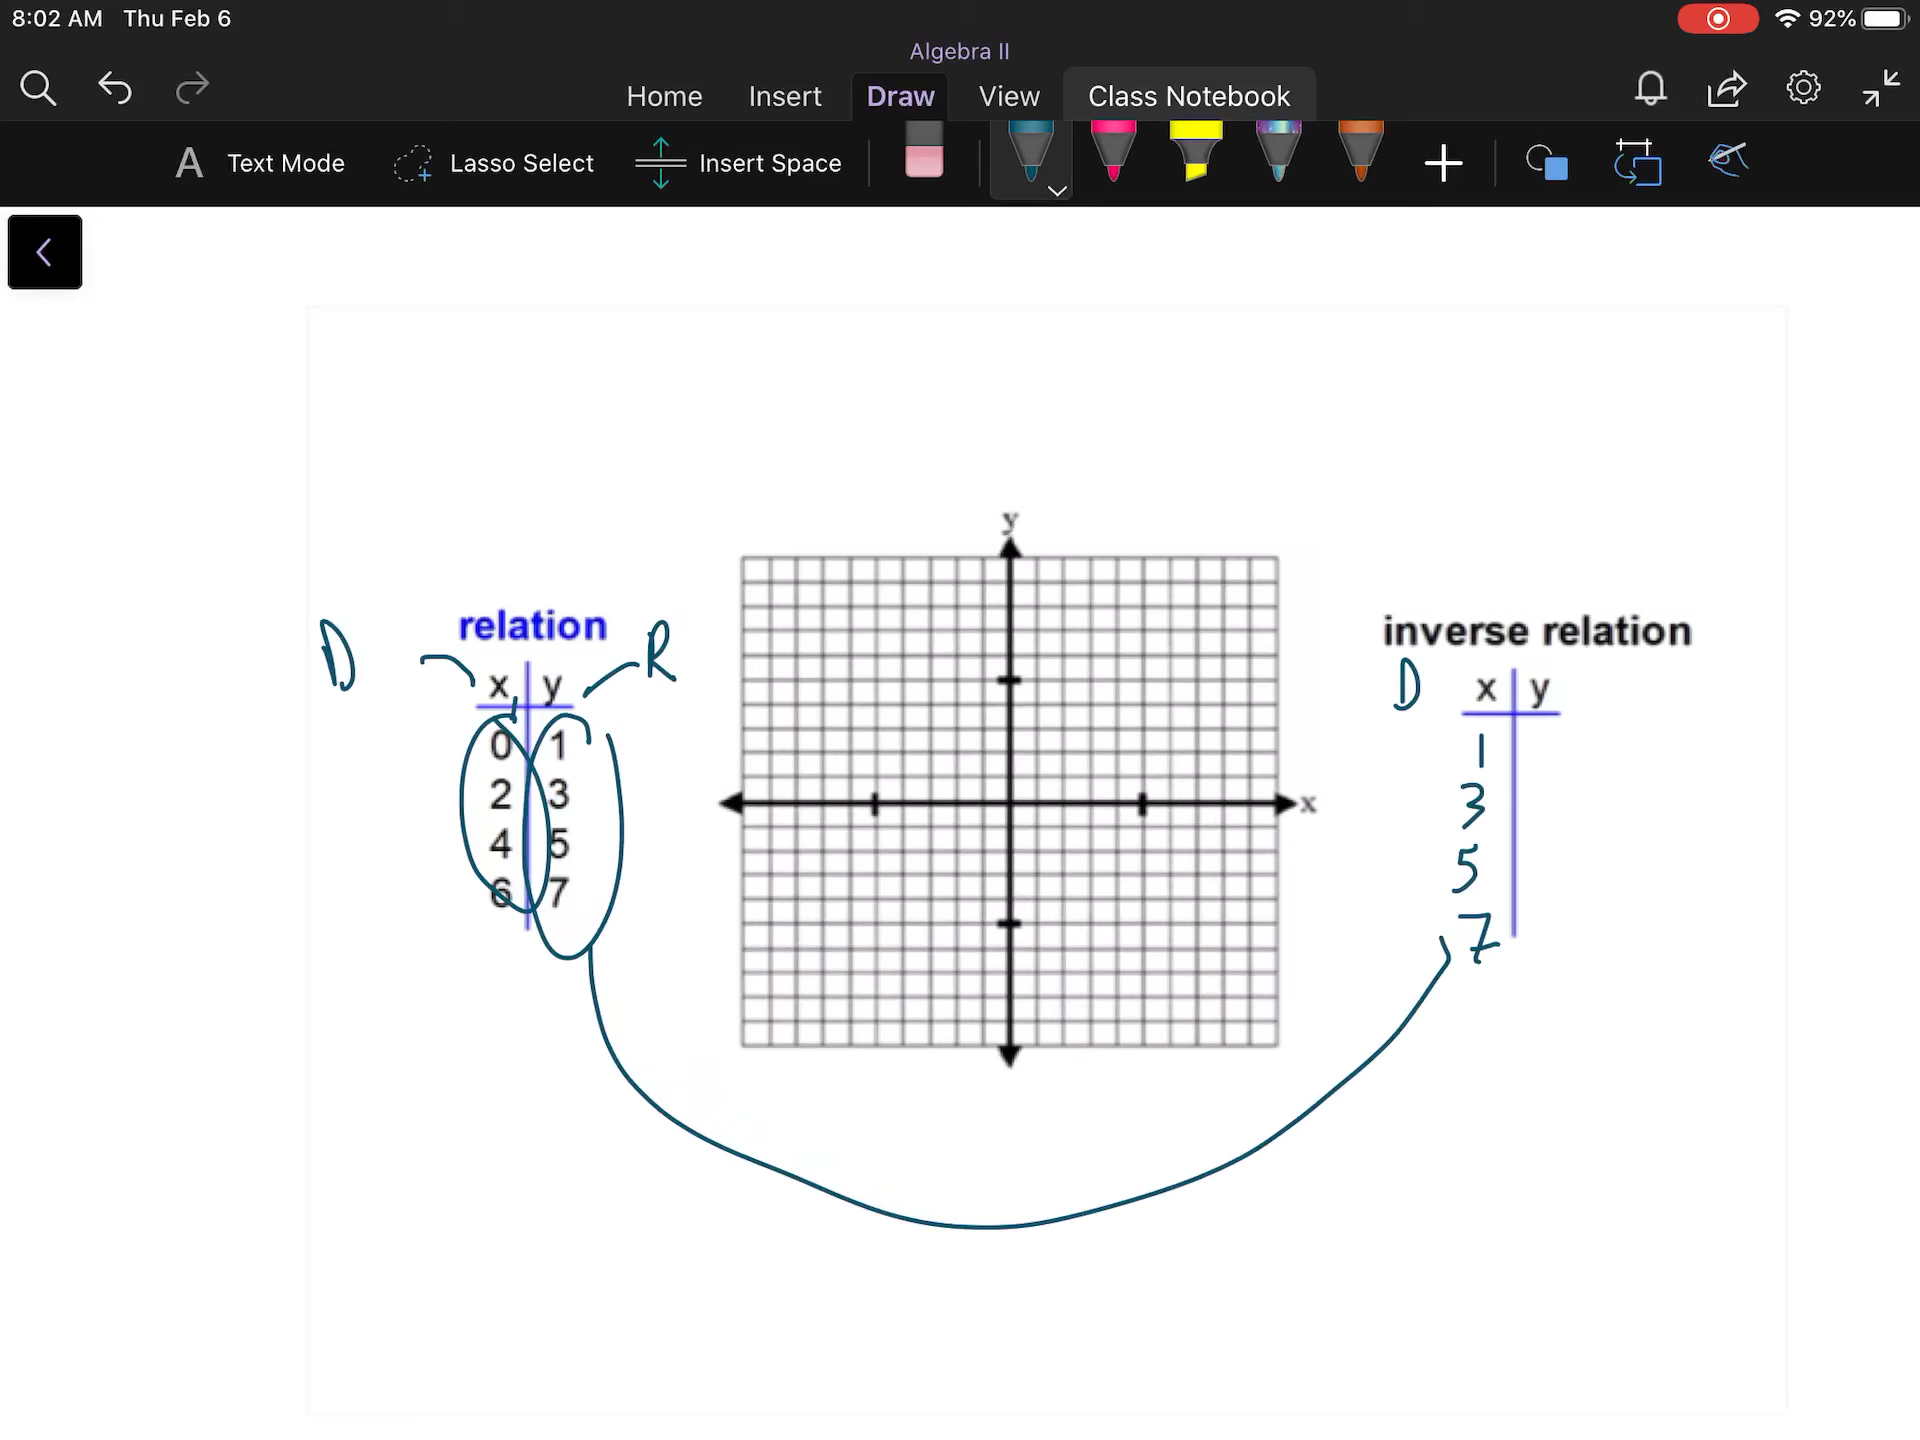 8:02 AM Thu Feb 6
92%
Algebra II
Home Insert Draw View Class Notebook
A Text Mode Lasso Select Insert Space
y
x
D
relation
R
x y
0 1
2 3
4 5
6 7
inverse relation
D
x y
1
3
5
7